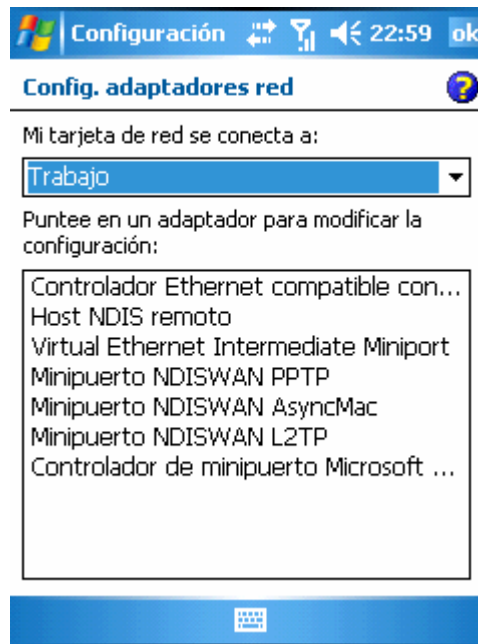 Configuración 22:59 ok
Config. adaptadores red
Mi tarjeta de red se conecta a:
Trabajo
Puntee en un adaptador para modificar la
configuración:
Controlador Ethernet compatible con...
Host NDIS remoto
Virtual Ethernet Intermediate Miniport
Minipuerto NDISWAN PPTP
Minipuerto NDISWAN AsyncMac
Minipuerto NDISWAN L2TP
Controlador de minipuerto Microsoft ...